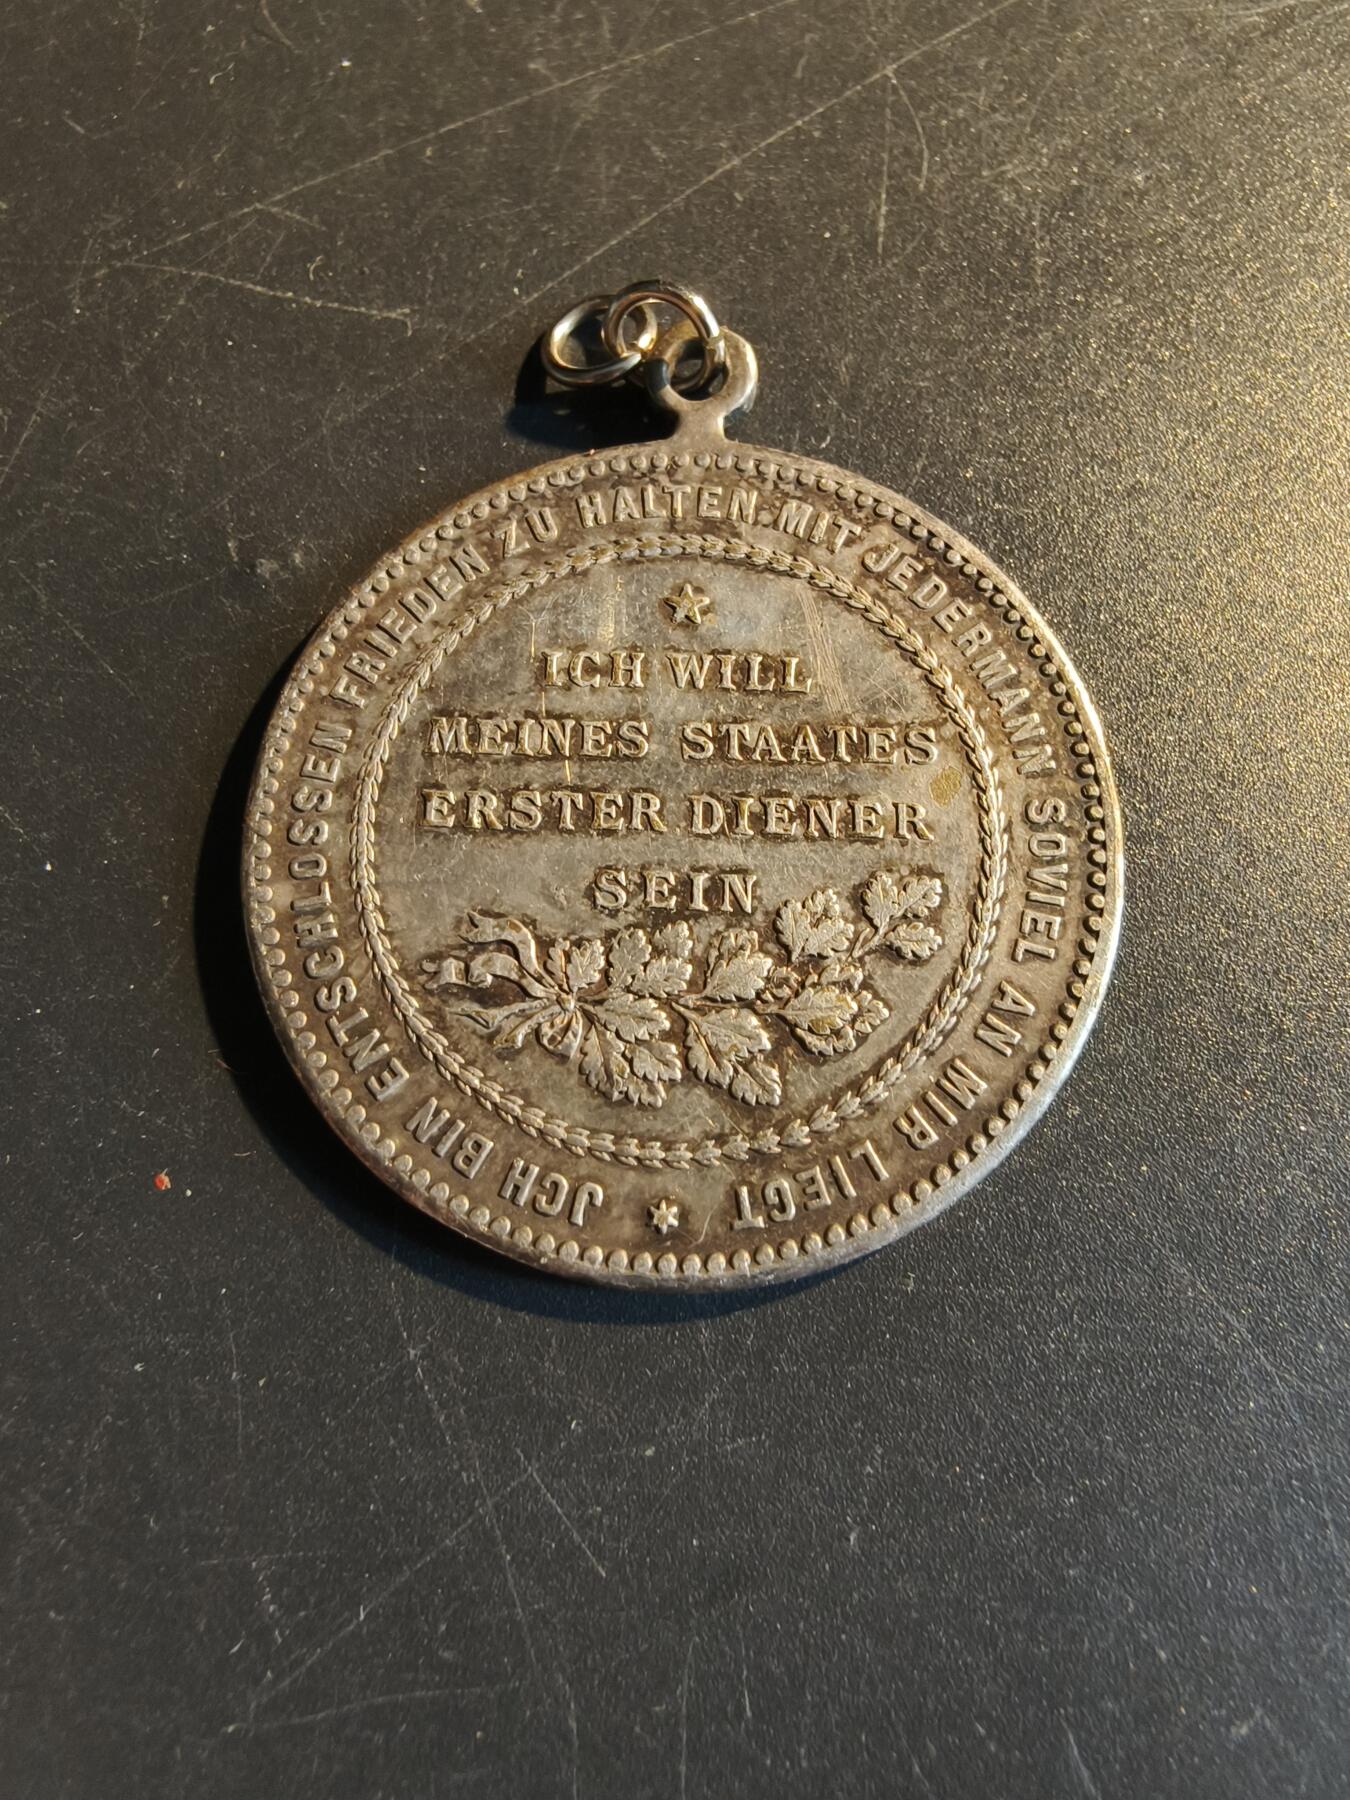 JCH BIN ENTSCHLOSSEN FRIEDEN ZU HALTEN MIT JEDERMANN SOVIEL AN MIR LIEGT
ICH WILL
MEINES STAATES
ERSTER DIENER
SEIN